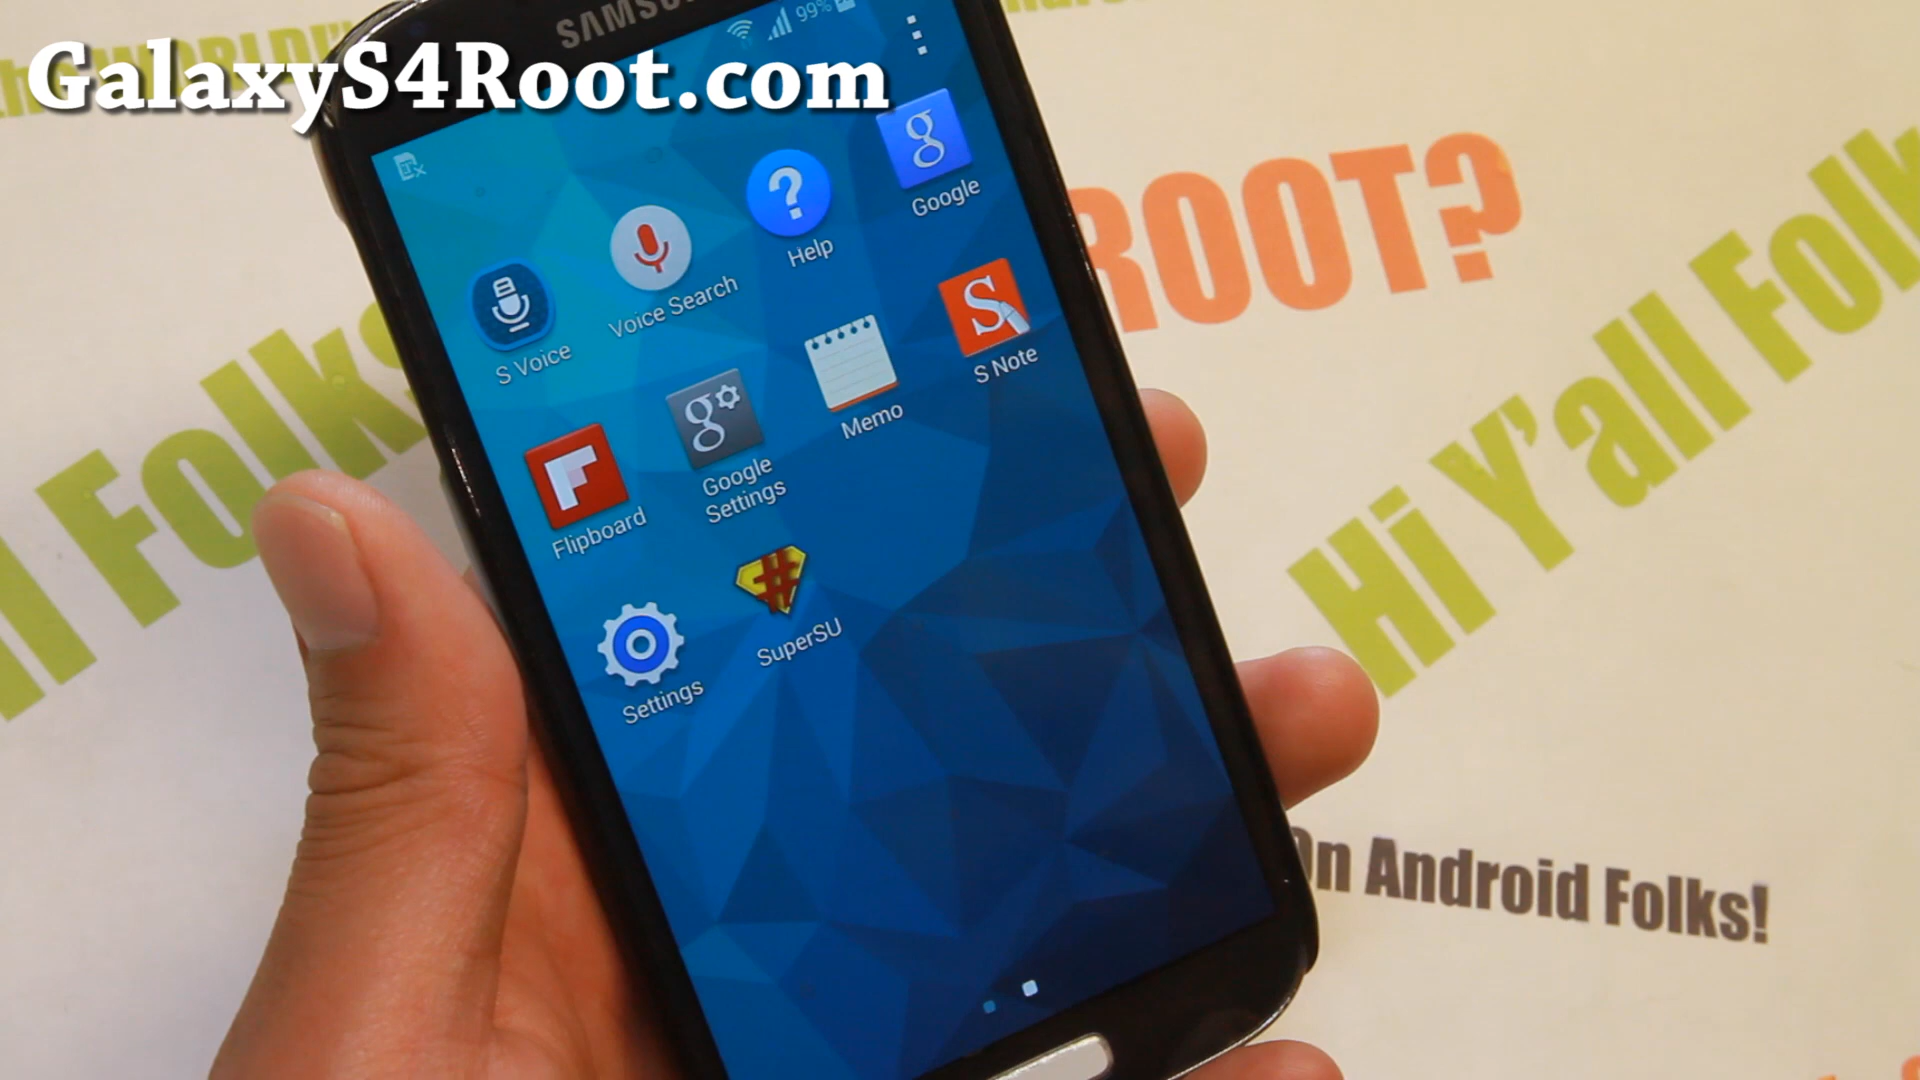 GalaxyS4Root.com
SAMSUNG
99%
S Voice
Voice Search
Help
Google
Flipboard
Google
Settings
Memo
S Note
Settings
SuperSU
ROOT?
Folks
Hi Y'all Folk
On Android Folks!